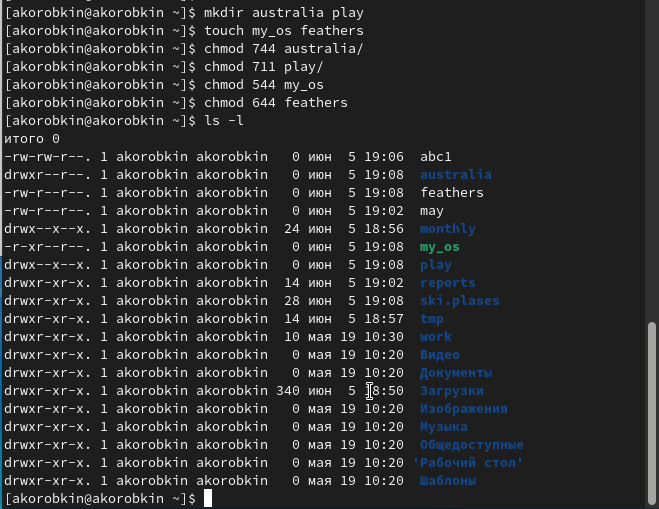 [akorobkin@akorobkin ~]$ mkdir australia play
[akorobkin@akorobkin ~]$ touch my_os feathers
[akorobkin@akorobkin ~]$ chmod 744 australia/
[akorobkin@akorobkin ~]$ chmod 711 play/
[akorobkin@akorobkin ~]$ chmod 544 my_os
[akorobkin@akorobkin ~]$ chmod 644 feathers
[akorobkin@akorobkin ~]$ ls -l
итого 0
-rw-rw-r--. 1 akorobkin akorobkin   0 июн  5 19:06  abc1
drwxr--r--. 1 akorobkin akorobkin   0 июн  5 19:08  australia
-rw-r--r--. 1 akorobkin akorobkin   0 июн  5 19:08  feathers
-rw-r--r--. 1 akorobkin akorobkin   0 июн  5 19:02  may
drwx--x--x. 1 akorobkin akorobkin  24 июн  5 18:56  monthly
-r-xr--r--. 1 akorobkin akorobkin   0 июн  5 19:08  my_os
drwx--x--x. 1 akorobkin akorobkin   0 июн  5 19:08  play
drwxr-xr-x. 1 akorobkin akorobkin  14 июн  5 19:02  reports
drwxr-xr-x. 1 akorobkin akorobkin  28 июн  5 19:08  ski.plases
drwxr-xr-x. 1 akorobkin akorobkin  14 июн  5 18:57  tmp
drwxr-xr-x. 1 akorobkin akorobkin  10 мая 19 10:30  work
drwxr-xr-x. 1 akorobkin akorobkin   0 мая 19 10:20  Видео
drwxr-xr-x. 1 akorobkin akorobkin   0 мая 19 10:20  Документы
drwxr-xr-x. 1 akorobkin akorobkin 340 июн  5 18:50  Загрузки
drwxr-xr-x. 1 akorobkin akorobkin   0 мая 19 10:20  Изображения
drwxr-xr-x. 1 akorobkin akorobkin   0 мая 19 10:20  Музыка
drwxr-xr-x. 1 akorobkin akorobkin   0 мая 19 10:20  Общедоступные
drwxr-xr-x. 1 akorobkin akorobkin   0 мая 19 10:20 'Рабочий стол'
drwxr-xr-x. 1 akorobkin akorobkin   0 мая 19 10:20  Шаблоны
[akorobkin@akorobkin ~]$